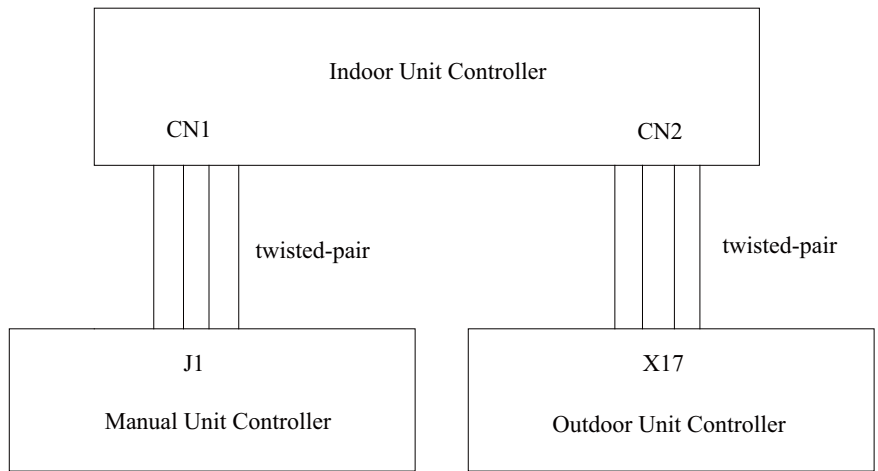 Indoor Unit Controller
CN1
CN2
twisted-pair
twisted-pair
J1
Manual Unit Controller
X17
Outdoor Unit Controller